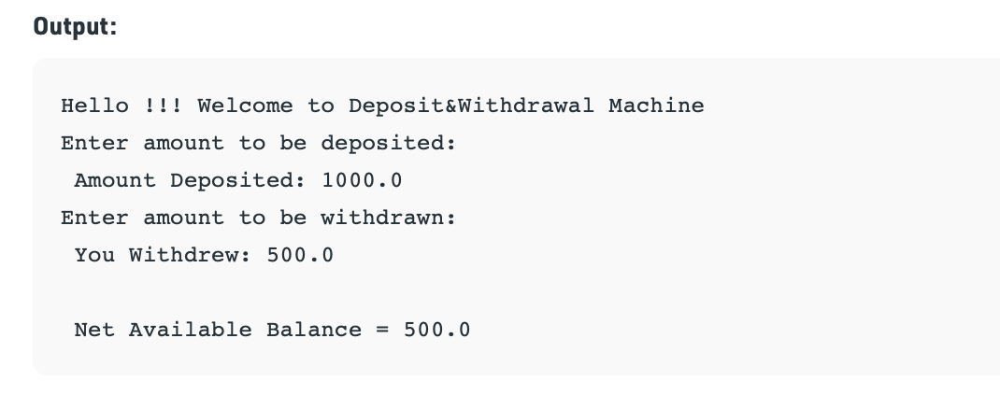 Output:
Hello !!! Welcome to Deposit&Withdrawal Machine
Enter amount to be deposited:
Amount Deposited: 1000.0
Enter amount to be withdrawn:
You Withdrew: 500.0
Net Available Balance = 500.0